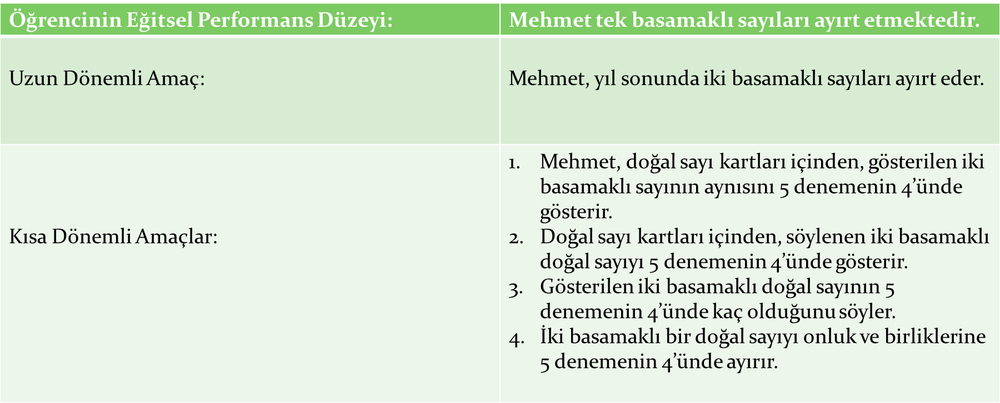 Öğrencinin Eğitsel Performans Düzeyi:
Mehmet tek basamaklı sayıları ayırt etmektedir.
Uzun Dönemli Amaç:
Mehmet, yıl sonunda iki basamaklı sayıları ayırt eder.
Kısa Dönemli Amaçlar:
1. Mehmet, doğal sayı kartları içinden, gösterilen iki
basamaklı sayının aynısını 5 denemenin 4’ünde
gösterir.
2. Doğal sayı kartları içinden, söylenen iki basamaklı
doğal sayıyı 5 denemenin 4’ünde gösterir.
3. Gösterilen iki basamaklı doğal sayının 5
denemenin 4’ünde kaç olduğunu söyler.
4. İki basamaklı bir doğal sayıyı onluk ve birliklerine
5 denemenin 4’ünde ayırır.